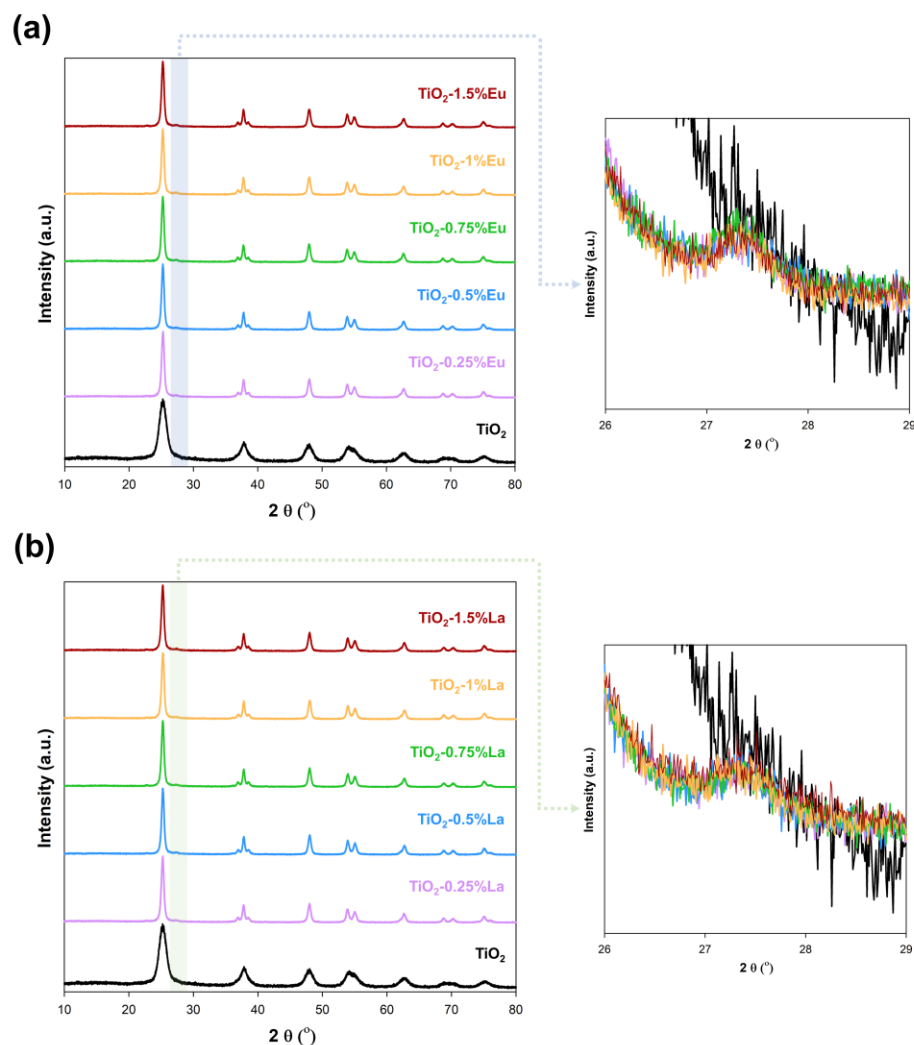 (a)
TiO₂-1.5%Eu
TiO₂-1%Eu
TiO₂-0.75%Eu
TiO₂-0.5%Eu
TiO₂-0.25%Eu
TiO₂
Intensity (a.u.)
10 20 30 40 50 60 70 80
2 θ (°)
Intensity (a.u.)
26 27 28 29
2 θ (°)
(b)
TiO₂-1.5%La
TiO₂-1%La
TiO₂-0.75%La
TiO₂-0.5%La
TiO₂-0.25%La
TiO₂
Intensity (a.u.)
10 20 30 40 50 60 70 80
2 θ (°)
Intensity (a.u.)
26 27 28 29
2 θ (°)